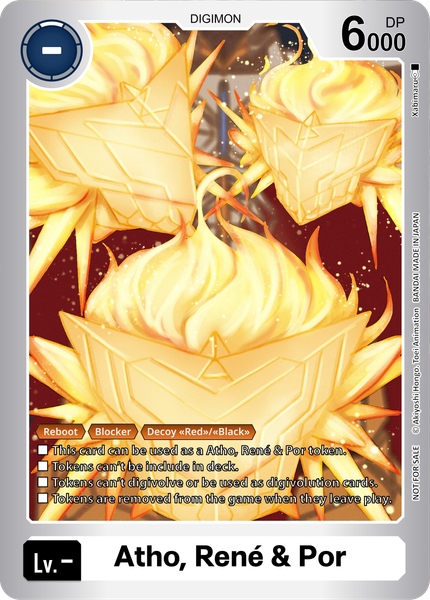 DIGIMON
-
DP
6000
Xabimaru
Reboot Blocker Decoy «Red»/«Black»
This card can be used as a Atho, René & Por token.
Tokens can't be include in deck.
Tokens can't digivolve or be used as digivolution cards.
Tokens are removed from the game when they leave play.
NOT FOR SALE © Akiyoshi Hongo, Toei Animation BANDAI MADE IN JAPAN
Lv.-
Atho, René & Por